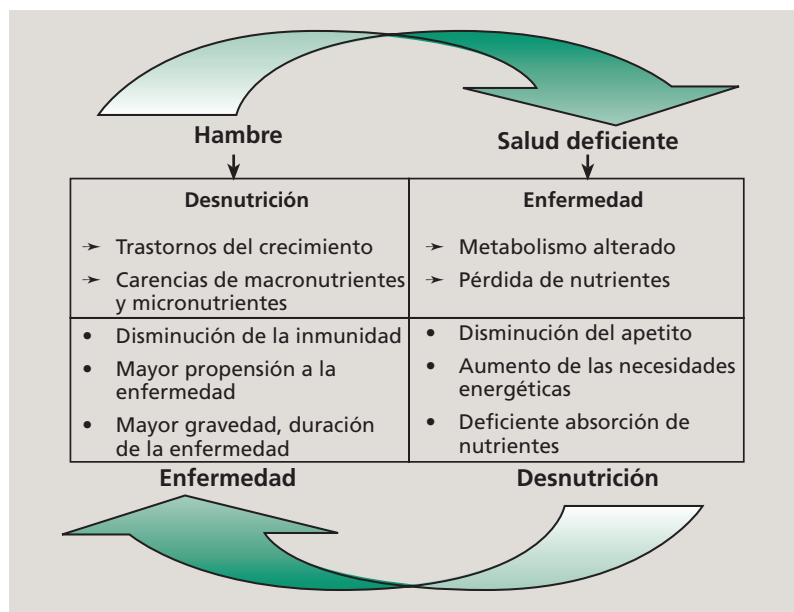 Hambre
Salud deficiente
Desnutrición
→ Trastornos del crecimiento
→ Carencias de macronutrientes
y micronutrientes
Enfermedad
→ Metabolismo alterado
→ Pérdida de nutrientes
• Disminución de la inmunidad
• Mayor propensión a la
enfermedad
• Mayor gravedad, duración
de la enfermedad
• Disminución del apetito
• Aumento de las necesidades
energéticas
• Deficiente absorción de
nutrientes
Enfermedad
Desnutrición